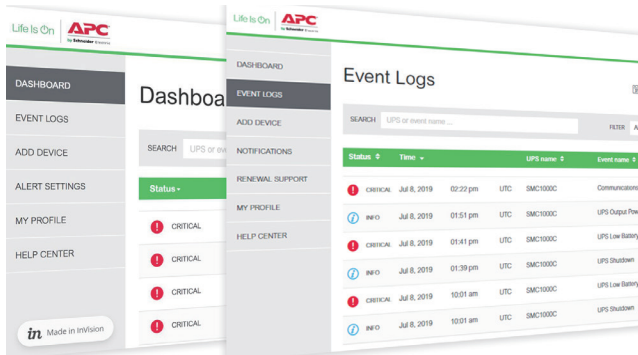 Life Is On APC
by Schneider Electric
DASHBOARD
EVENT LOGS
ADD DEVICE
ALERT SETTINGS
MY PROFILE
HELP CENTER
in Made in InVision
Dashboa
SEARCH UPS or ev
Status
CRITICAL
CRITICAL
CRITICAL
CRITICAL
Life Is On APC
by Schneider Electric
DASHBOARD
EVENT LOGS
ADD DEVICE
NOTIFICATIONS
RENEWAL SUPPORT
MY PROFILE
HELP CENTER
Event Logs
SEARCH UPS or event name ... FILTER A
Status Time UPS name Event name
CRITICAL Jul 8, 2019 02:22 pm UTC SMC1000C Communications
INFO Jul 8, 2019 01:51 pm UTC SMC1000C UPS Output Pow
CRITICAL Jul 8, 2019 01:41 pm UTC SMC1000C UPS Low Battery
INFO Jul 8, 2019 01:39 pm UTC SMC1000C UPS Shutdown
CRITICAL Jul 8, 2019 10:01 am UTC SMC1000C UPS Low Battery
INFO Jul 8, 2019 10:01 am UTC SMC1000C UPS Shutdown